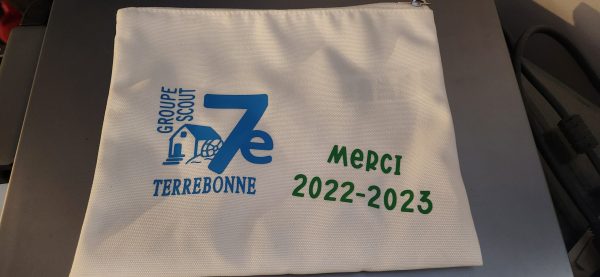 GROUPE
SCOUT
7e
TERREBONNE
MERCI
2022-2023